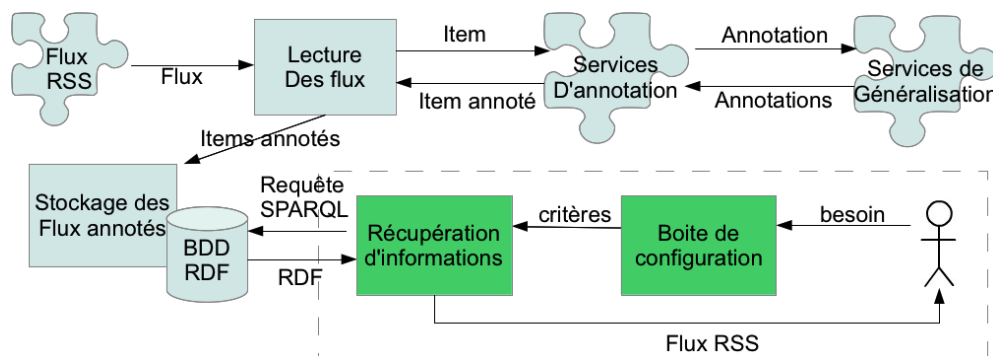 Flux
RSS
Flux
Lecture
Des flux
Item
Item annoté
Services
D'annotation
Annotation
Annotations
Services de
Généralisation
Items annotés
Stockage des
Flux annotés
BDD
RDF
Requête
SPARQL
RDF
Récupération
d'informations
critères
Boite de
configuration
besoin
Flux RSS